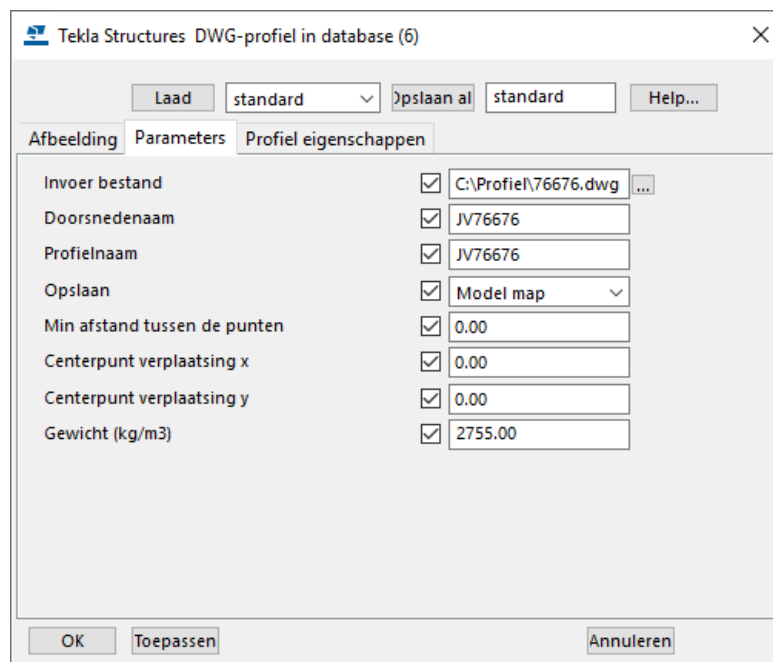 Tekla Structures DWG-profiel in database (6)
Laad standard Opslaan al standard Help...
Afbeelding Parameters Profiel eigenschappen
Invoer bestand C:\Profiel\76676.dwg ...
Doorsnedenaam JV76676
Profielnaam JV76676
Opslaan Model map
Min afstand tussen de punten 0.00
Centerpunt verplaatsing x 0.00
Centerpunt verplaatsing y 0.00
Gewicht (kg/m3) 2755.00
OK Toepassen Annuleren